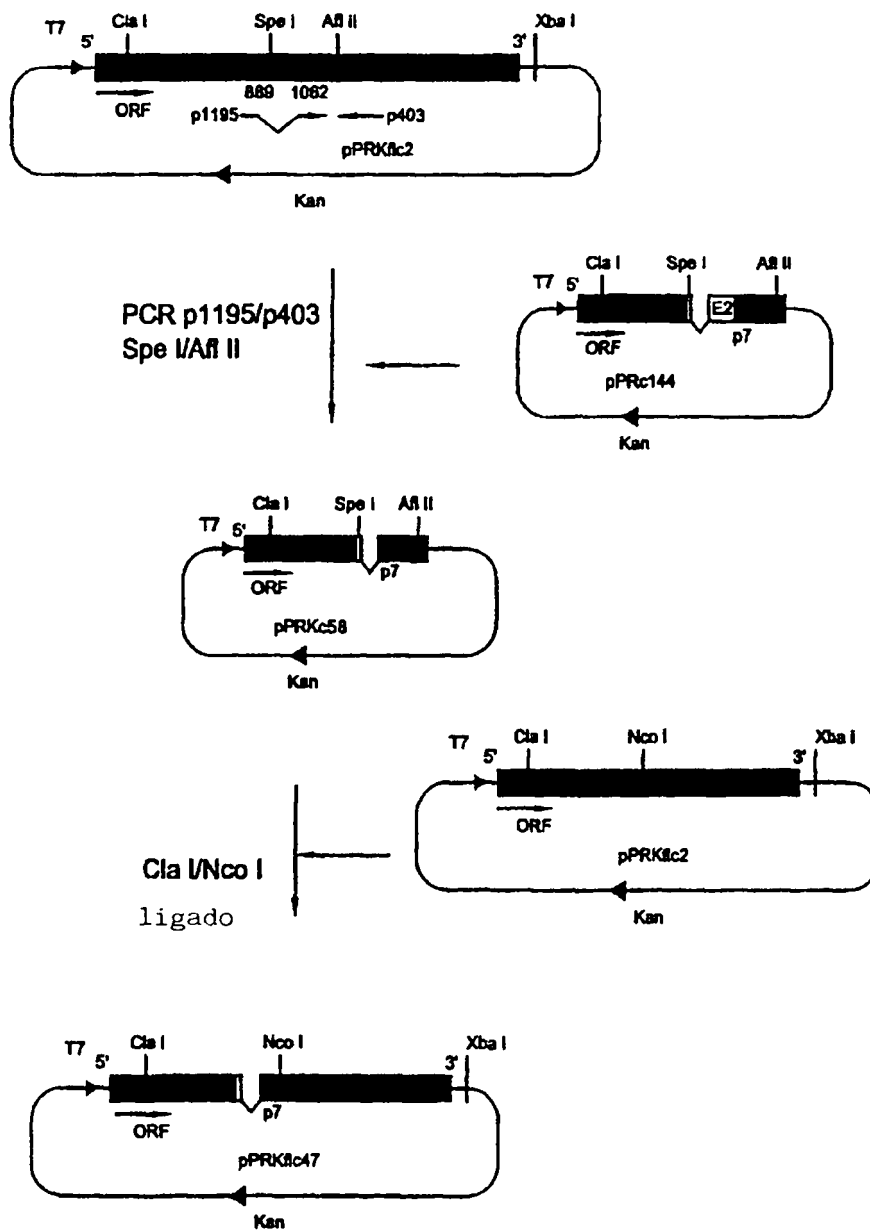 Cla I Spe I Afl II
T7 5' 3' Xba I
889 1062
ORF
p1195 p403
pPRKflc2
Kan
Cla I Spe I Afl II
T7 5'
E2
PCR p1195/p403
Spe I/Afl II
ORF p7
pPRc144
Kan
Cla I Spe I Afl II
T7 5'
p7
ORF
pPRKc58
Kan
Cla I Nco I Xba I
T7 5' 3'
ORF
Cla I/Nco I
pPRKflc2
ligado
Kan
Cla I Nco I Xba I
T7 5' 3'
p7
ORF
pPRKflc47
Kan